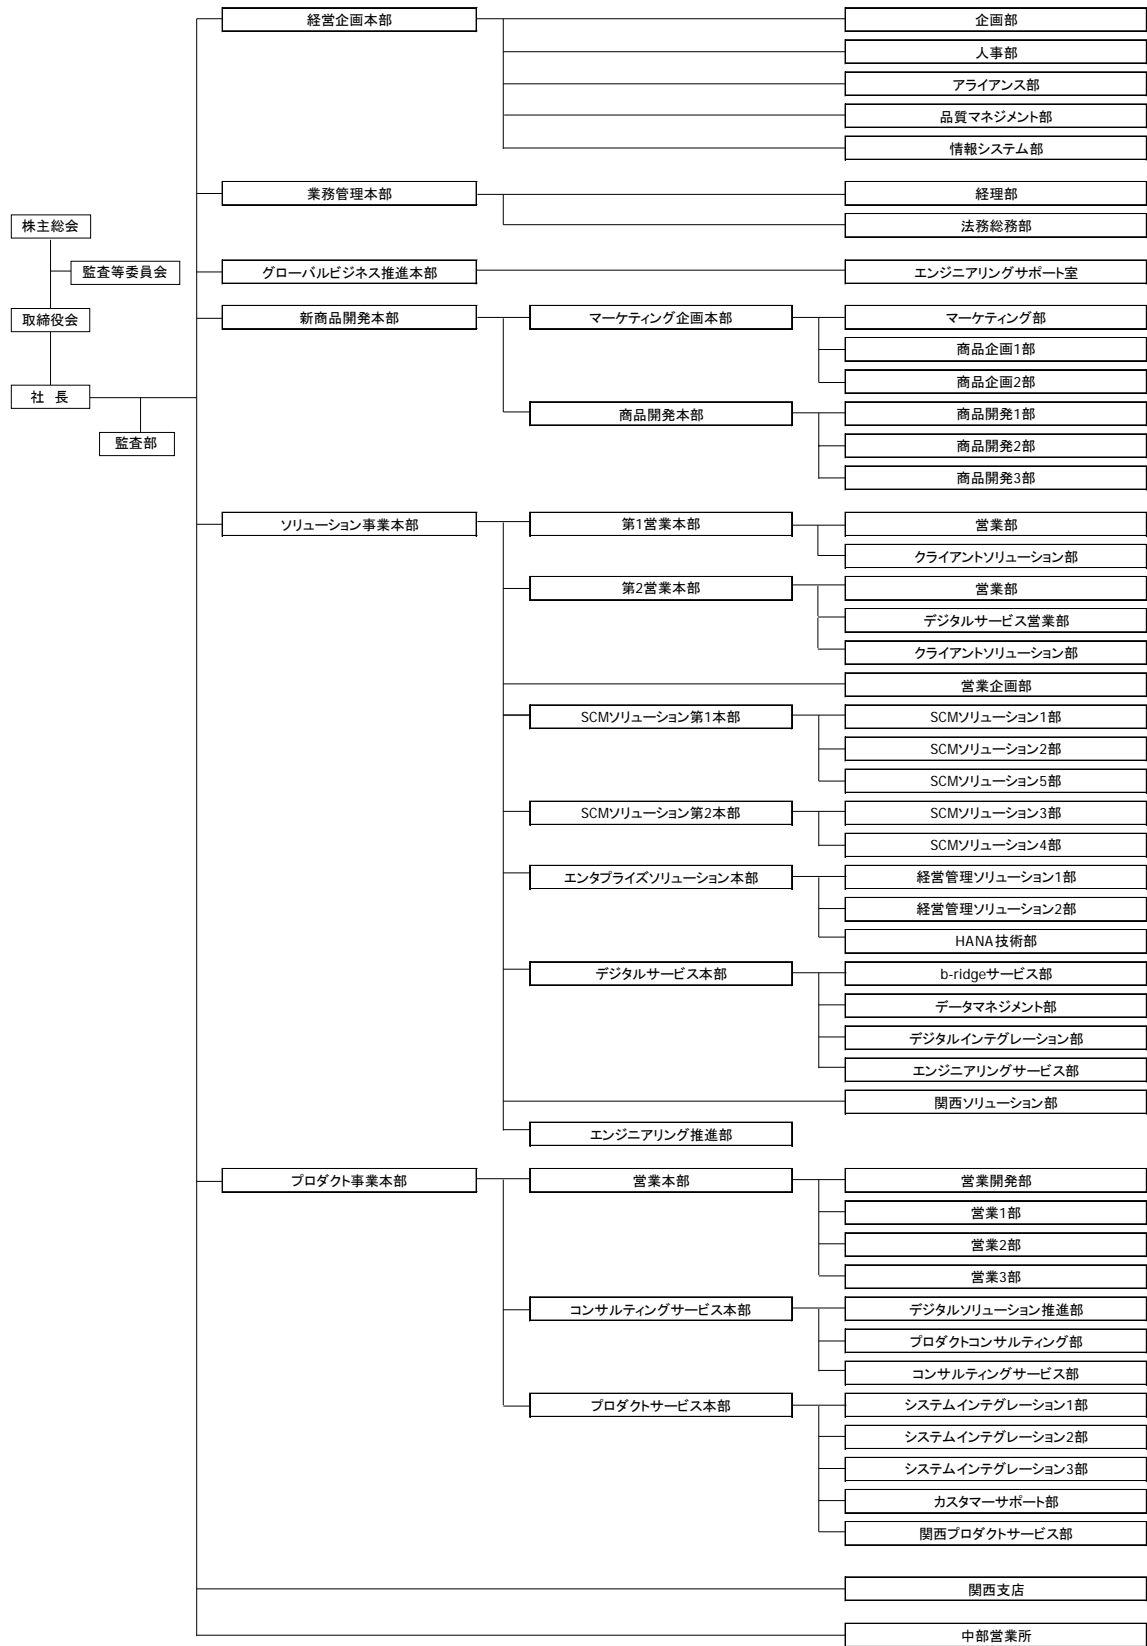 経営企画本部
企画部
人事部
アライアンス部
品質マネジメント部
情報システム部
業務管理本部
経理部
法務総務部
株主総会
監査等委員会
グローバルビジネス推進本部
エンジニアリングサポート室
取締役会
新商品開発本部
マーケティング企画本部
マーケティング部
商品企画1部
商品企画2部
社 長
監査部
商品開発本部
商品開発1部
商品開発2部
商品開発3部
ソリューション事業本部
第1営業本部
営業部
クライアントソリューション部
第2営業本部
営業部
デジタルサービス営業部
クライアントソリューション部
営業企画部
SCMソリューション第1本部
SCMソリューション1部
SCMソリューション2部
SCMソリューション5部
SCMソリューション第2本部
SCMソリューション3部
SCMソリューション4部
エンタプライズソリューション本部
経営管理ソリューション1部
経営管理ソリューション2部
HANA技術部
デジタルサービス本部
b-ridgeサービス部
データマネジメント部
デジタルインテグレーション部
エンジニアリングサービス部
関西ソリューション部
エンジニアリング推進部
プロダクト事業本部
営業本部
営業開発部
営業1部
営業2部
営業3部
コンサルティングサービス本部
デジタルソリューション推進部
プロダクトコンサルティング部
コンサルティングサービス部
プロダクトサービス本部
システムインテグレーション1部
システムインテグレーション2部
システムインテグレーション3部
カスタマーサポート部
関西プロダクトサービス部
関西支店
中部営業所